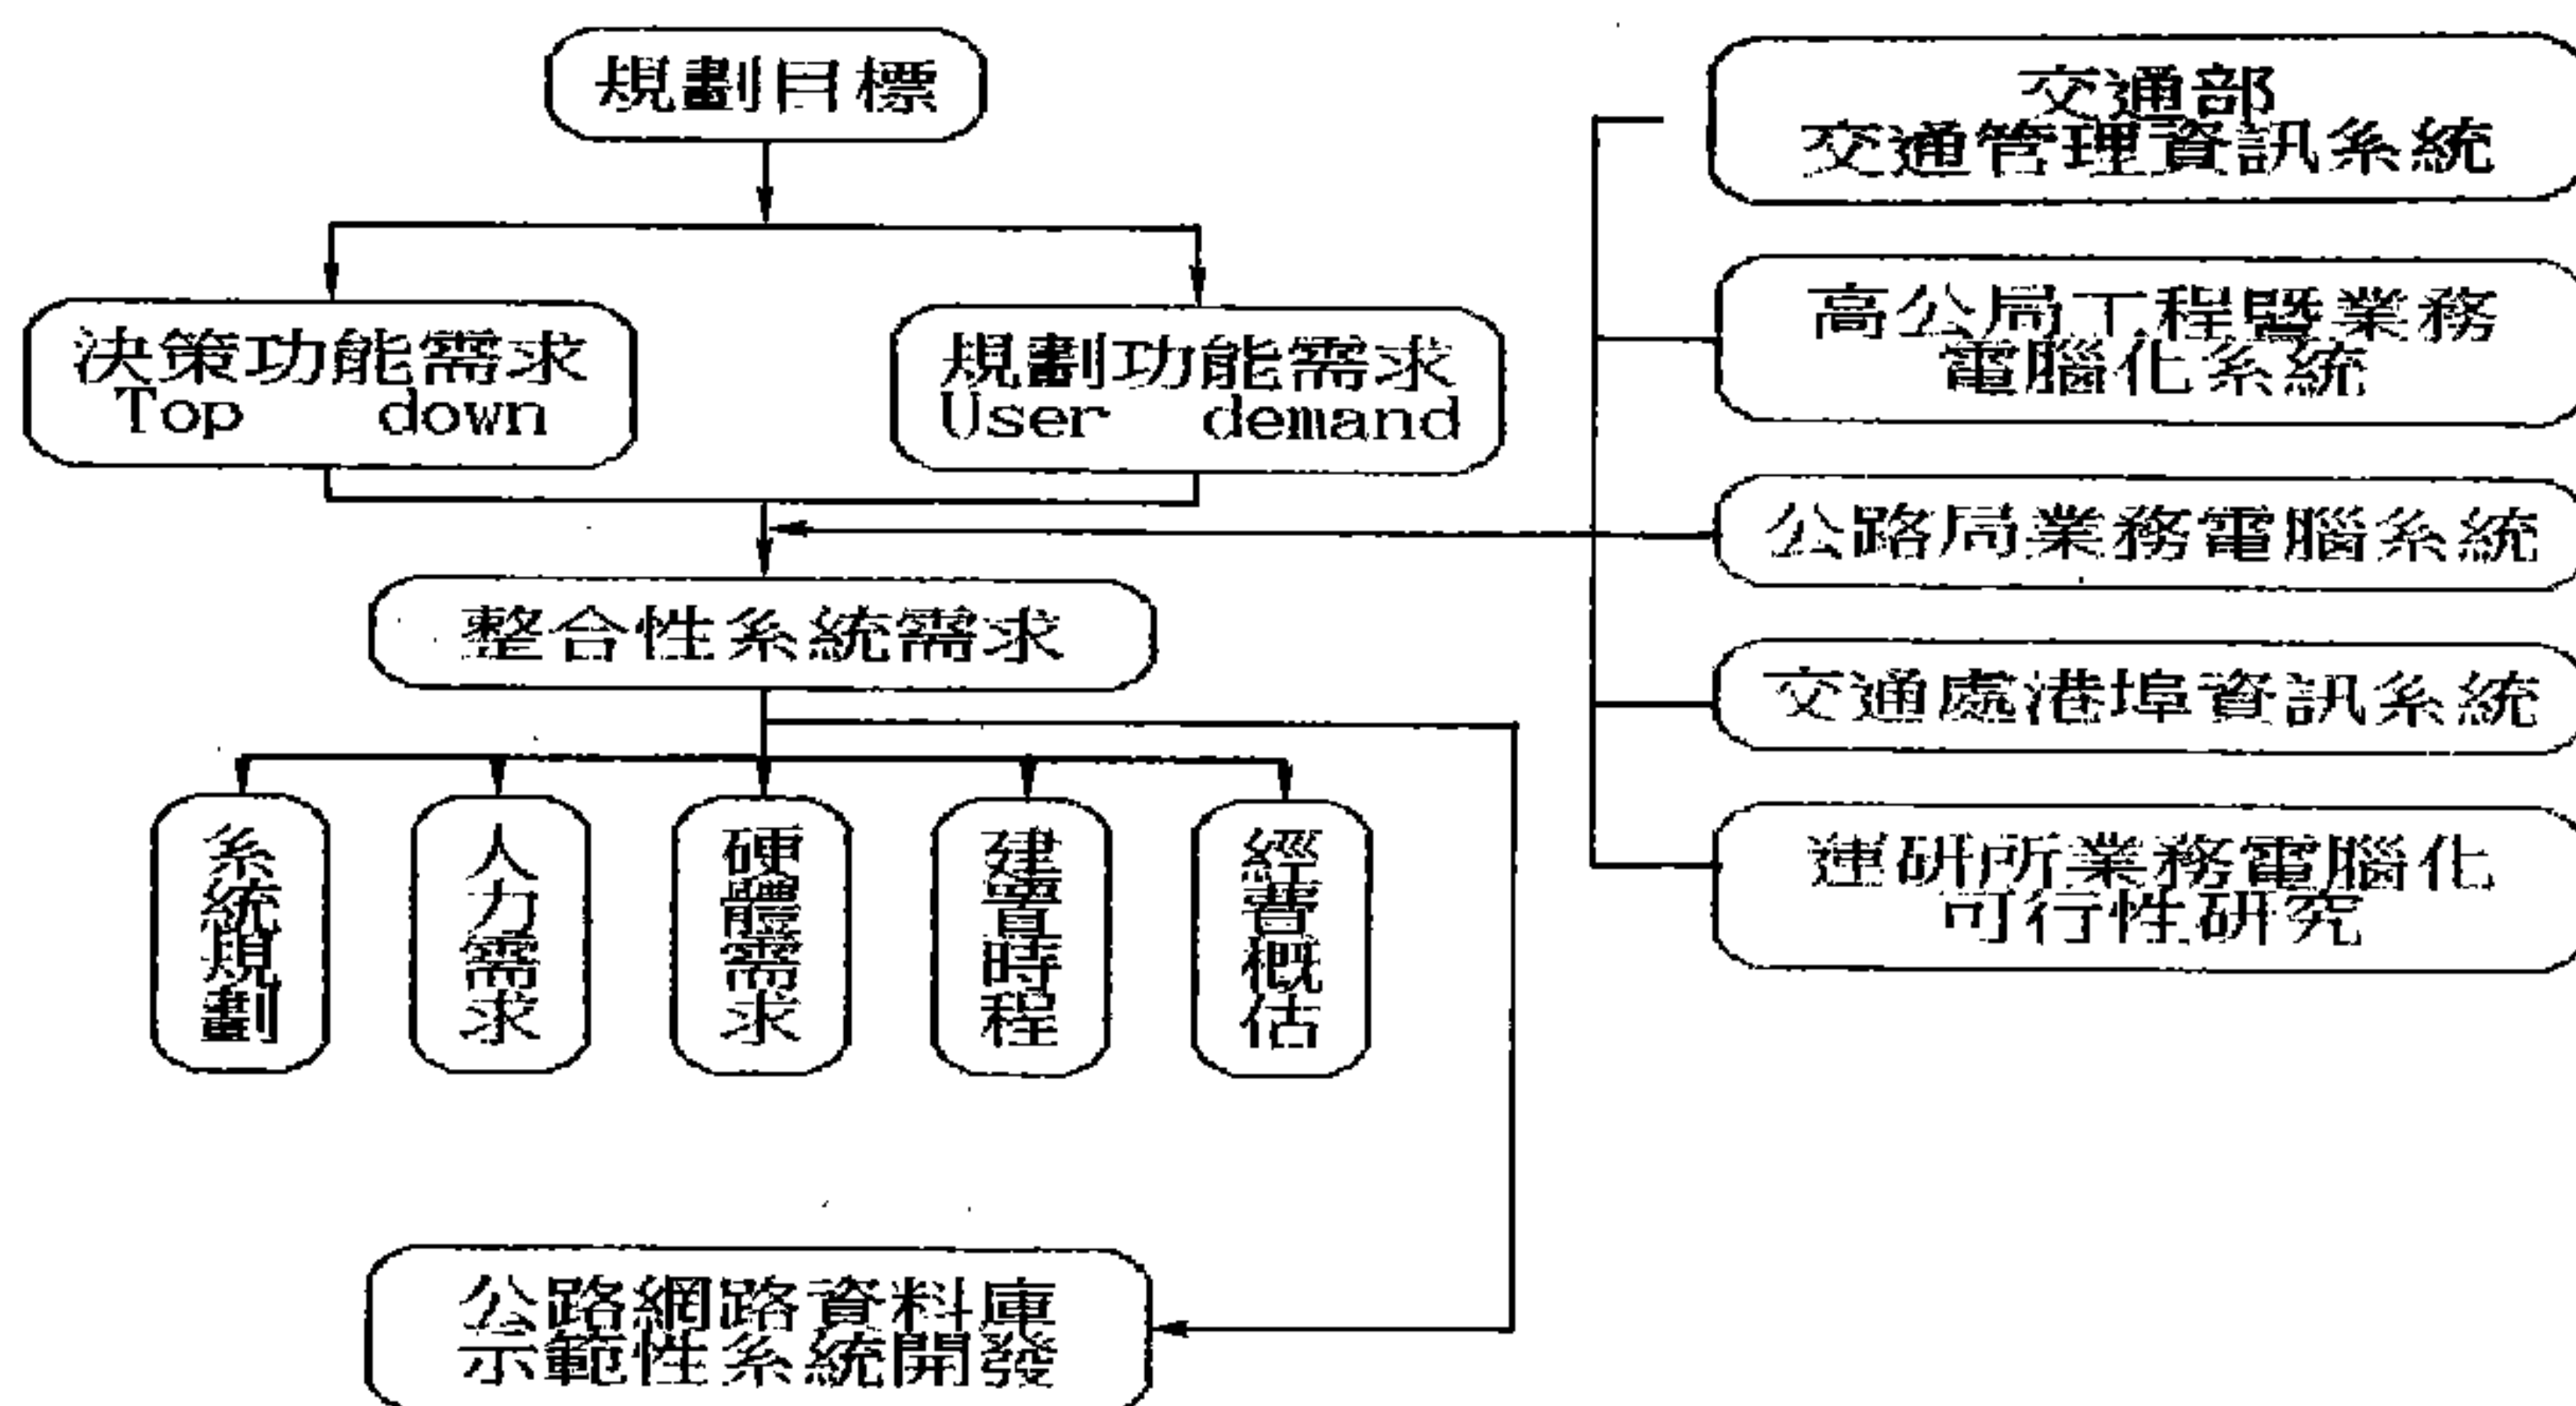 規劃目標
決策功能需求
Top down
規劃功能需求
User demand
整合性系統需求
系統規劃
人力需求
硬體需求
建置時程
經費概估
公路網路資料庫
示範性系統開發
交通部
交通管理資訊系統
高公局工程暨業務
電腦化系統
公路局業務電腦系統
交通處港埠資訊系統
運研所業務電腦化
可行性研究